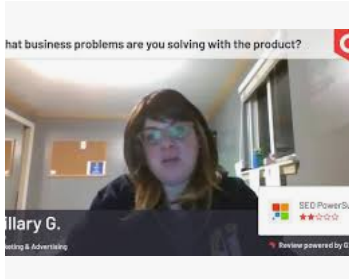 hat business problems are you solving with the product?
illary G.
keting & Advertising
SEO PowerSu
Review powered by G